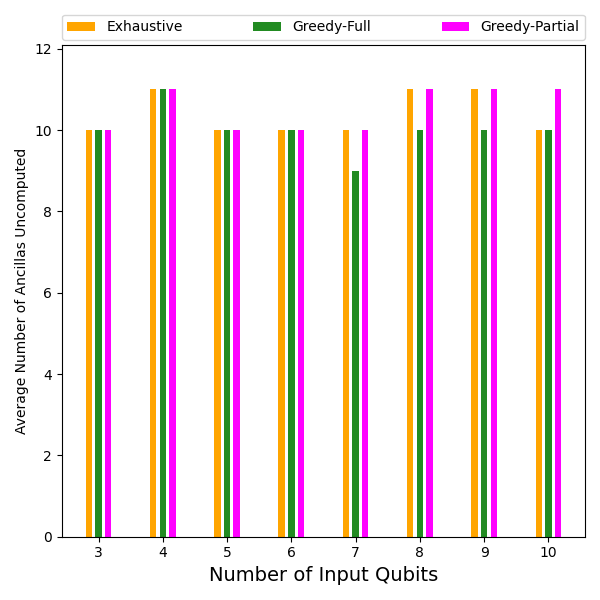 Exhaustive Greedy-Full Greedy-Partial
12
10
8
6
4
2
0
Average Number of Ancillas Uncomputed
3 4 5 6 7 8 9 10
Number of Input Qubits